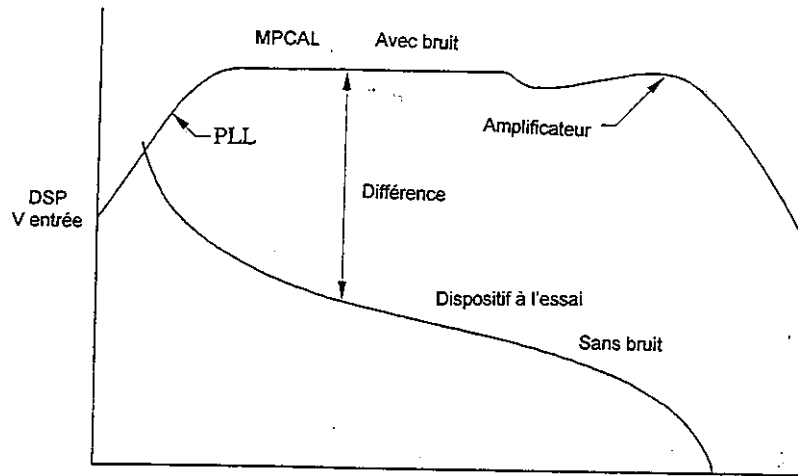 MPCAL Avec bruit
PLL
Amplificateur
DSP
V entrée
Différence
Dispositif à l'essai
Sans bruit